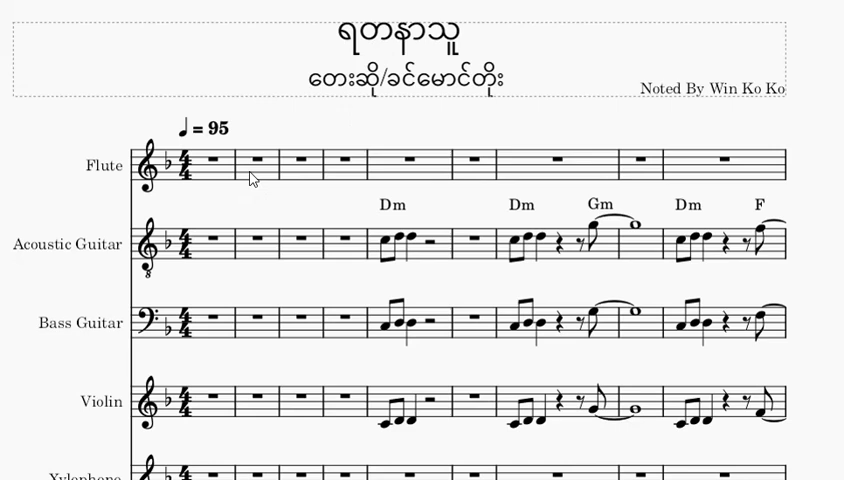 ရတနာသူ
တေးဆို/ခင်မောင်တိုး
Noted By Win Ko Ko
♩ = 95
Flute
Dm Dm Gm Dm F
Acoustic Guitar
Bass Guitar
Violin
Xylophone